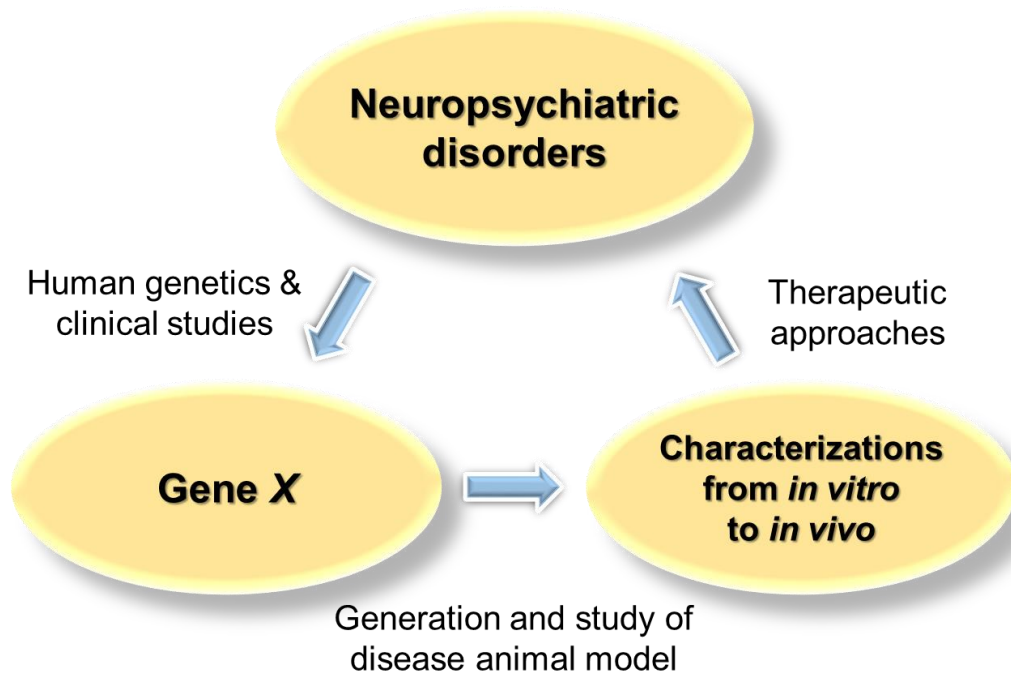 Neuropsychiatric
disorders
Human genetics &
clinical studies
Therapeutic
approaches
Gene X
Characterizations
from in vitro
to in vivo
Generation and study of
disease animal model